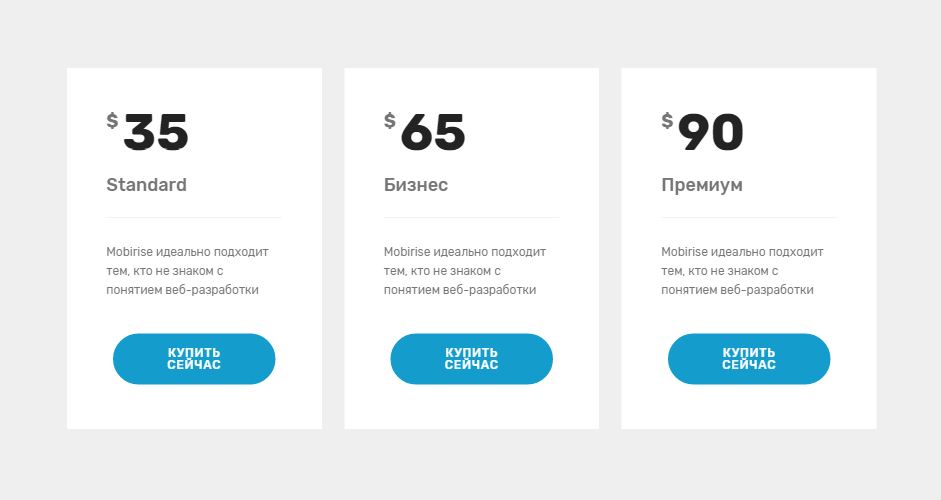 $ 35
Standard
Mobirise идеально подходит
тем, кто не знаком с
понятием веб-разработки
КУПИТЬ
СЕЙЧАС
$ 65
Бизнес
Mobirise идеально подходит
тем, кто не знаком с
понятием веб-разработки
КУПИТЬ
СЕЙЧАС
$ 90
Премиум
Mobirise идеально подходит
тем, кто не знаком с
понятием веб-разработки
КУПИТЬ
СЕЙЧАС